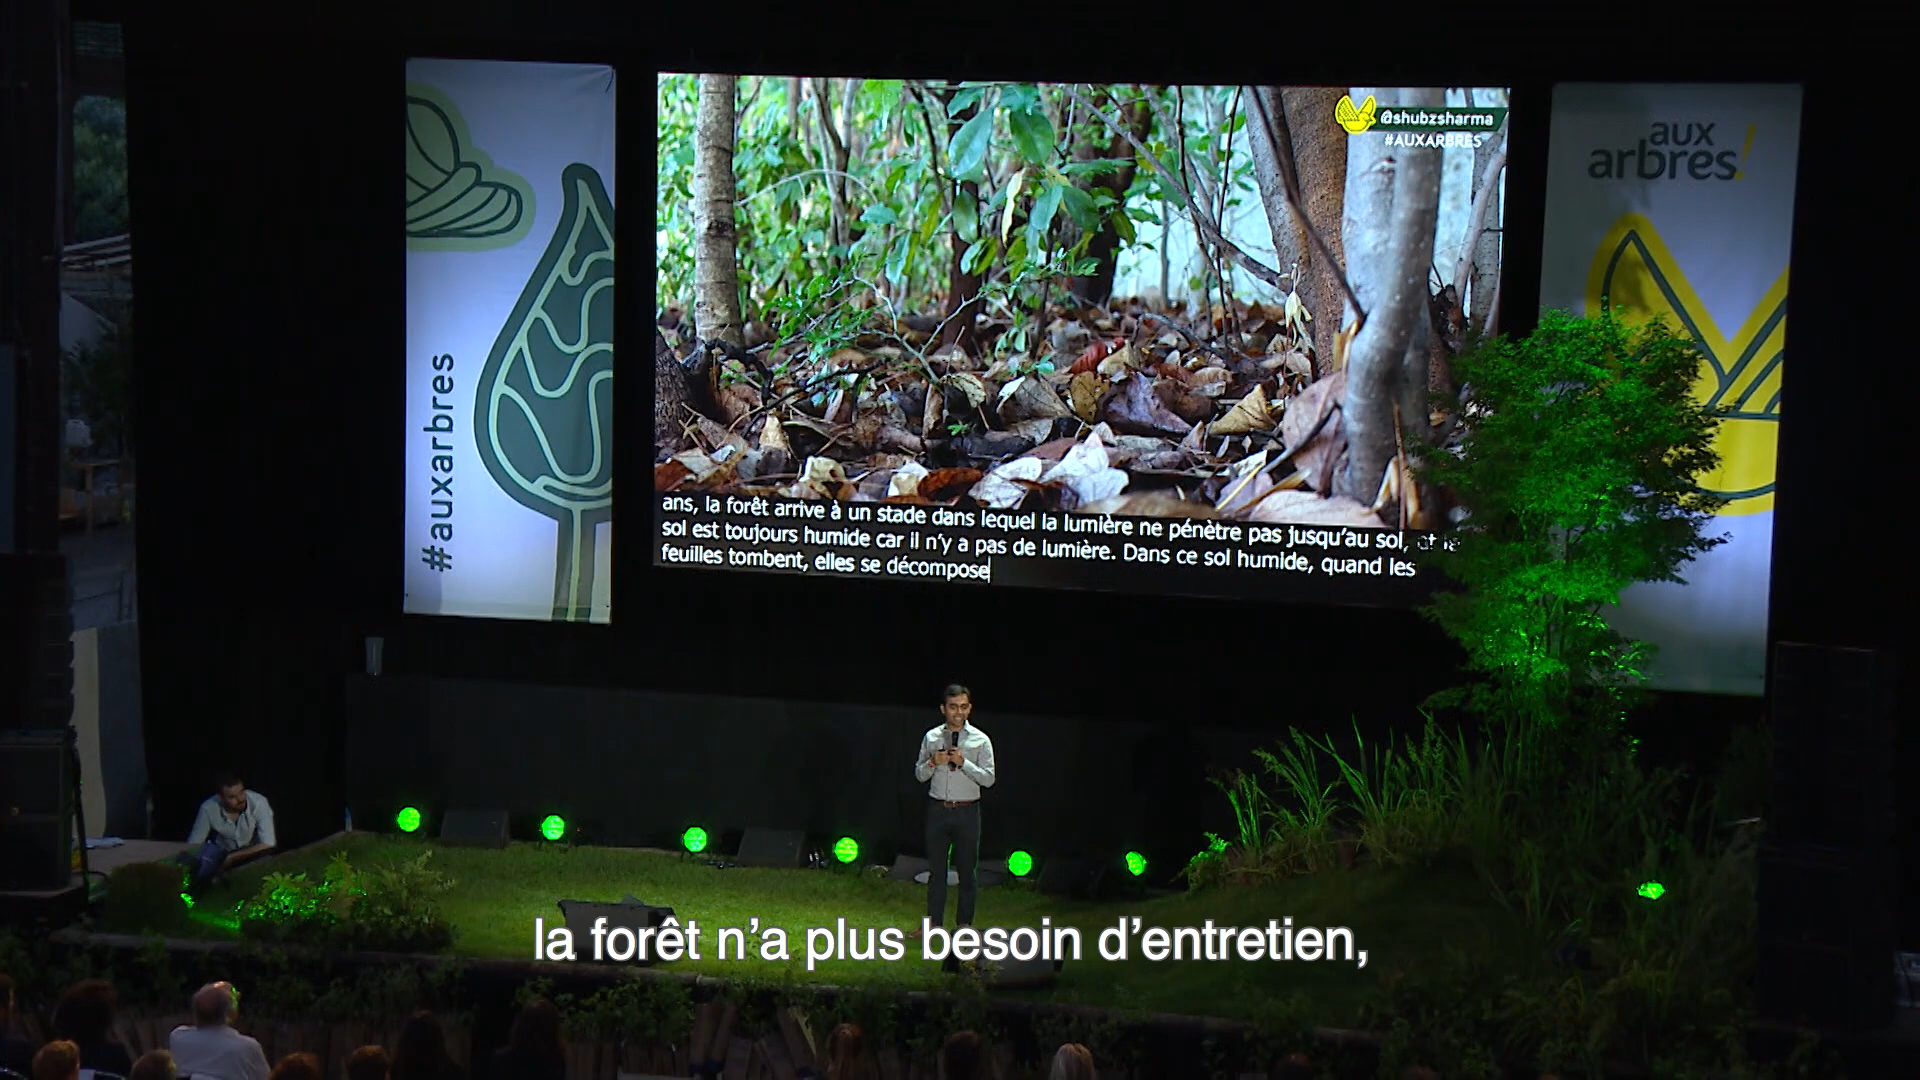 @shubzsharma
#AUXARBRES
aux
arbres!
#auxarbres
ans, la forêt arrive à un stade dans lequel la lumière ne pénètre pas jusqu'au sol, et le
sol est toujours humide car il n'y a pas de lumière. Dans ce sol humide, quand les
feuilles tombent, elles se décompose
la forêt n'a plus besoin d'entretien,